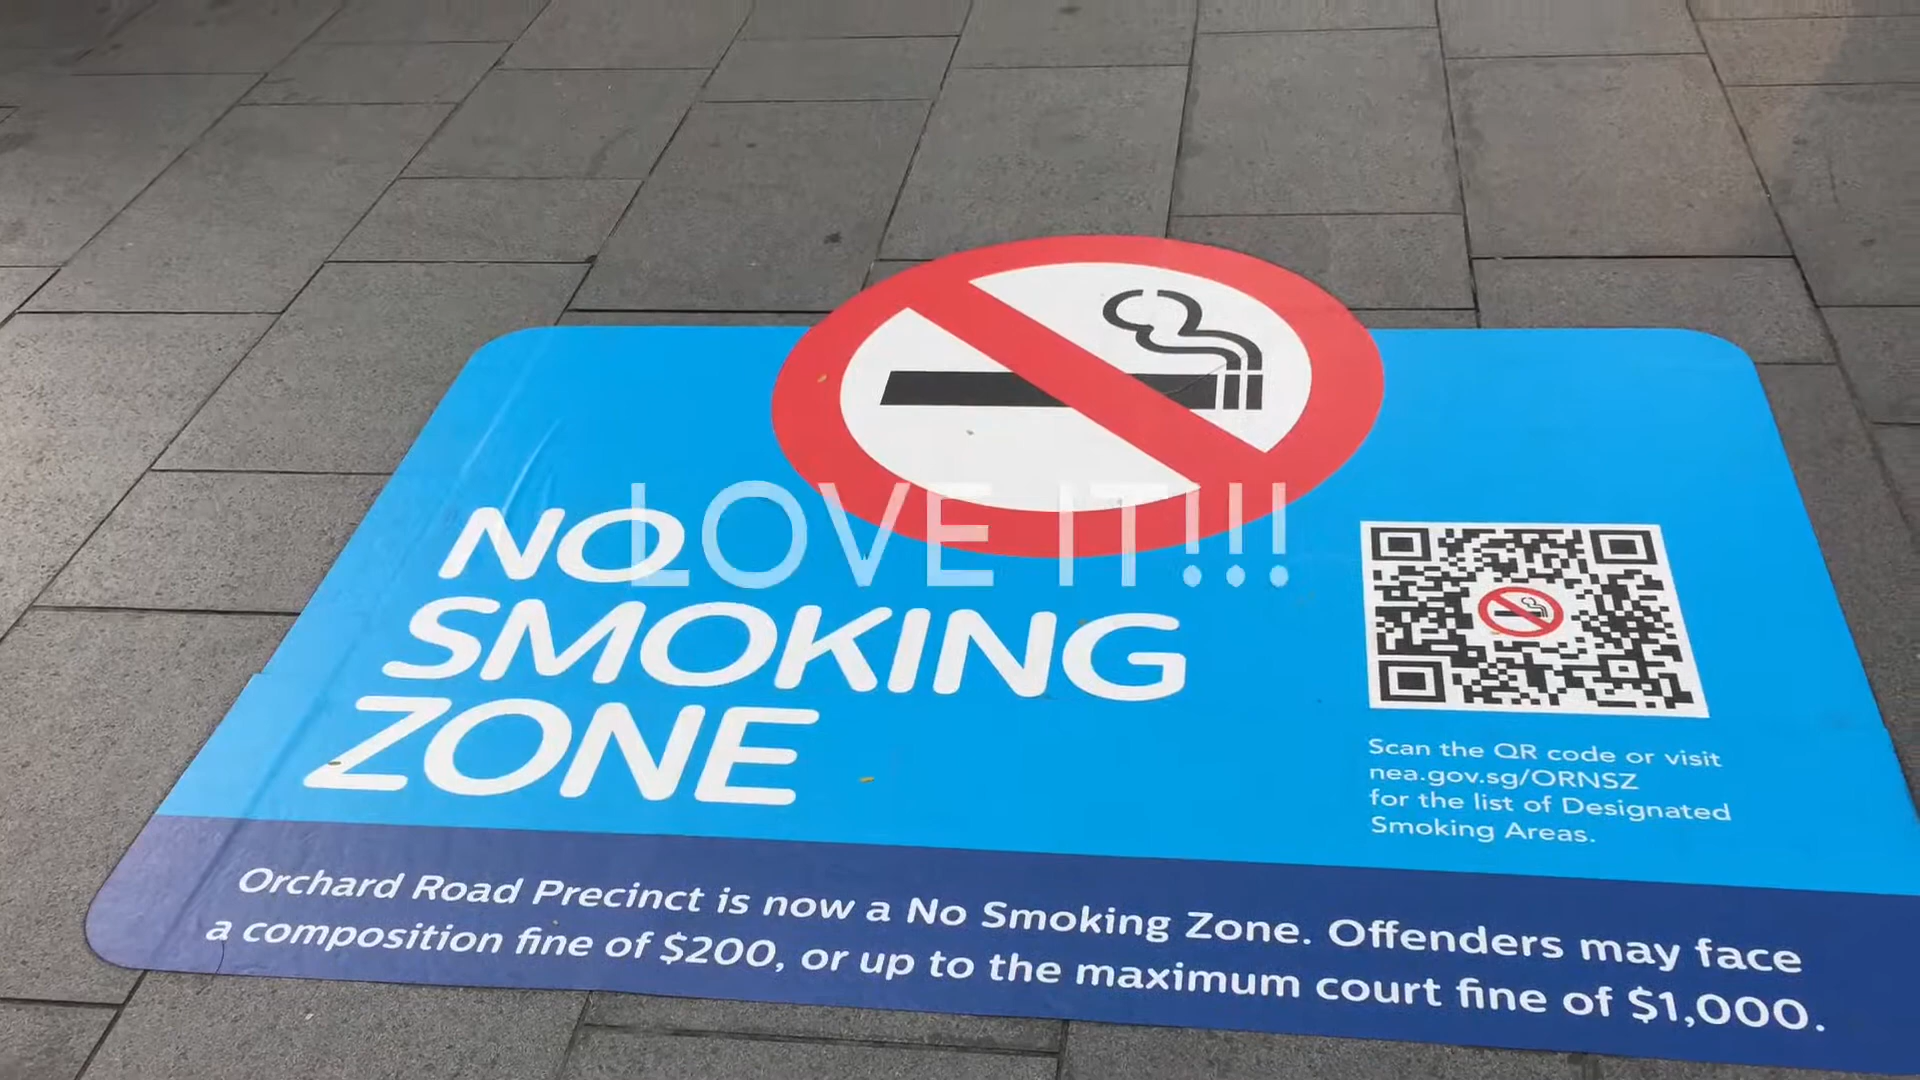 LOVE IT!!!
NO
SMOKING
ZONE
Scan the QR code or visit
nea.gov.sg/ORNSZ
for the list of Designated
Smoking Areas.
Orchard Road Precinct is now a No Smoking Zone. Offenders may face
a composition fine of $200, or up to the maximum court fine of $1,000.